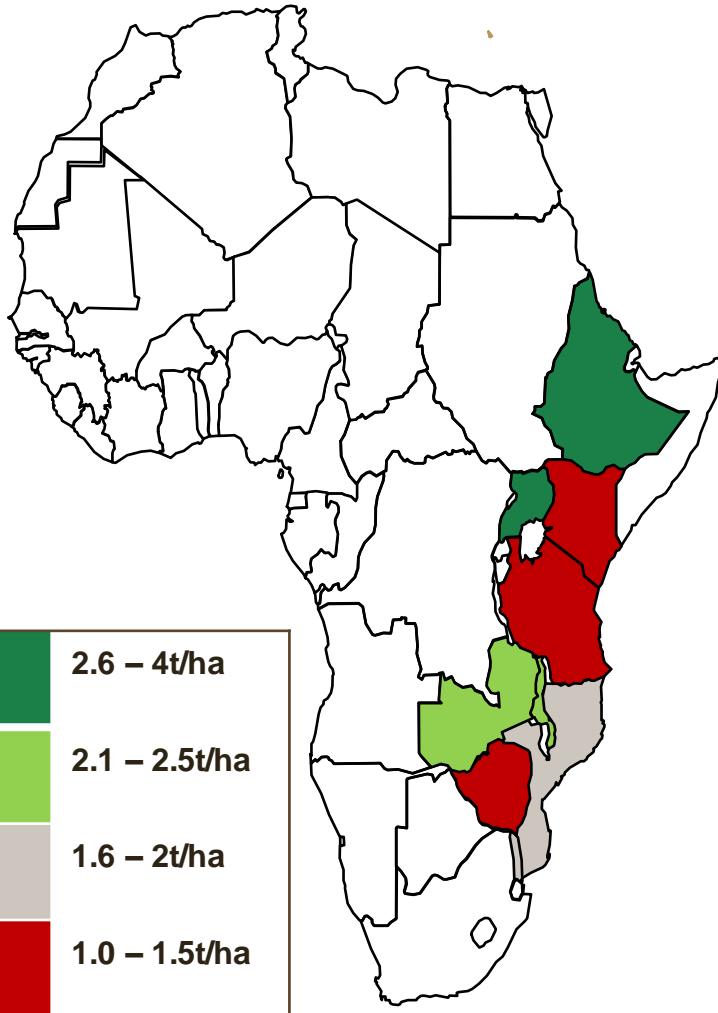 2.6 – 4t/ha
2.1 – 2.5t/ha
1.6 – 2t/ha
1.0 – 1.5t/ha